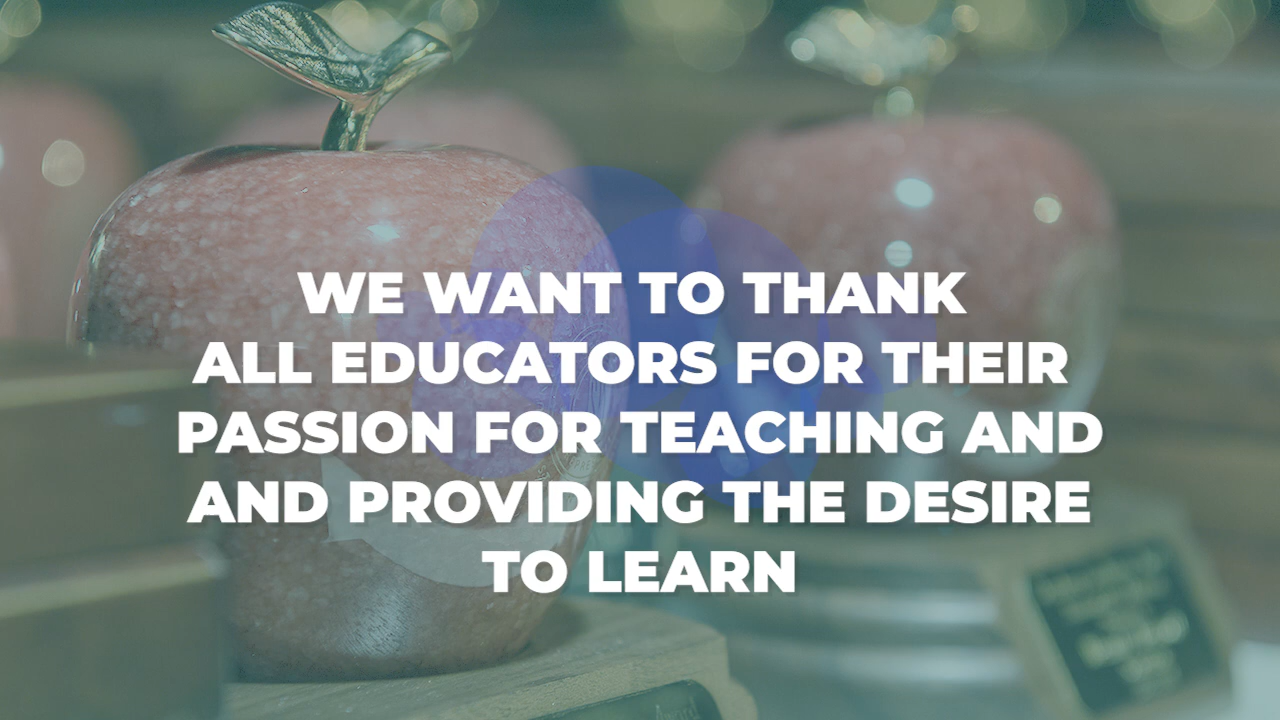 WE WANT TO THANK
ALL EDUCATORS FOR THEIR
PASSION FOR TEACHING AND
AND PROVIDING THE DESIRE
TO LEARN